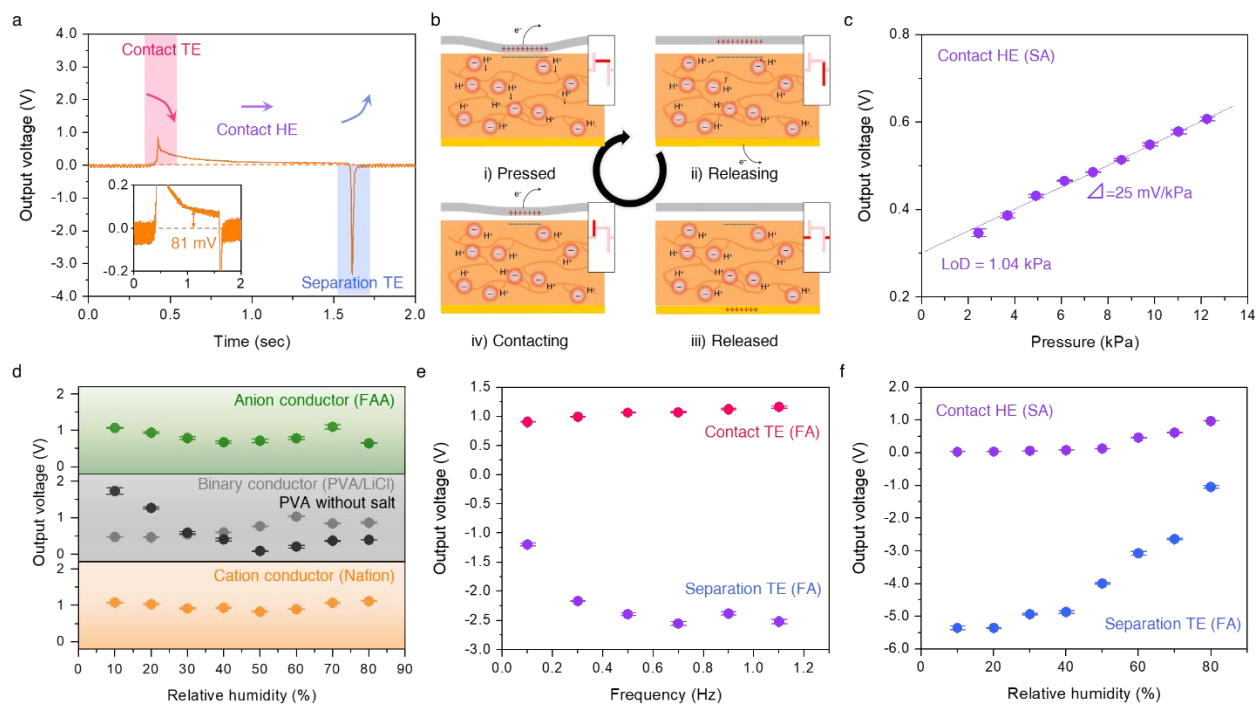 a
4.0
3.0
2.0
1.0
0.0
-1.0
-2.0
-3.0
-4.0
Output voltage (V)
Contact TE
Contact HE
Separation TE
0.2
0.0
-0.2
81 mV
0
1
2
0.0
0.5
1.0
1.5
2.0
Time (sec)
b
e-
+++++++++
H+ H+ H+ H+ H+ H+ H+ H+
i) Pressed
+++++++++
H+ H+ H+ H+ H+ H+ H+ H+
e-
ii) Releasing
e-
+++++++
H+ H+ H+ H+ H+ H+ H+ H+
iv) Contacting
H+ H+ H+ H+ H+ H+ H+ H+
+++++++
iii) Released
c
0.8
0.6
0.4
0.2
Output voltage (V)
Contact HE (SA)
=25 mV/kPa
LoD = 1.04 kPa
0 2 4 6 8 10 12 14
Pressure (kPa)
d
2
1
0
2
1
0
2
1
0
Output voltage (V)
Anion conductor (FAA)
Binary conductor (PVA/LiCl)
PVA without salt
Cation conductor (Nafion)
0 10 20 30 40 50 60 70 80 90
Relative humidity (%)
e
1.5
1.0
0.5
0.0
-0.5
-1.0
-1.5
-2.0
Output voltage (V)
Contact TE (FA)
Separation TE (FA)
0.0 0.2 0.4 0.6 0.8 1.0 1.2
Frequency (Hz)
f
2.0
1.0
0.0
-1.0
-2.0
-3.0
-4.0
-5.0
-6.0
Output voltage (V)
Contact HE (SA)
Separation TE (FA)
0 20 40 60 80
Relative humidity (%)